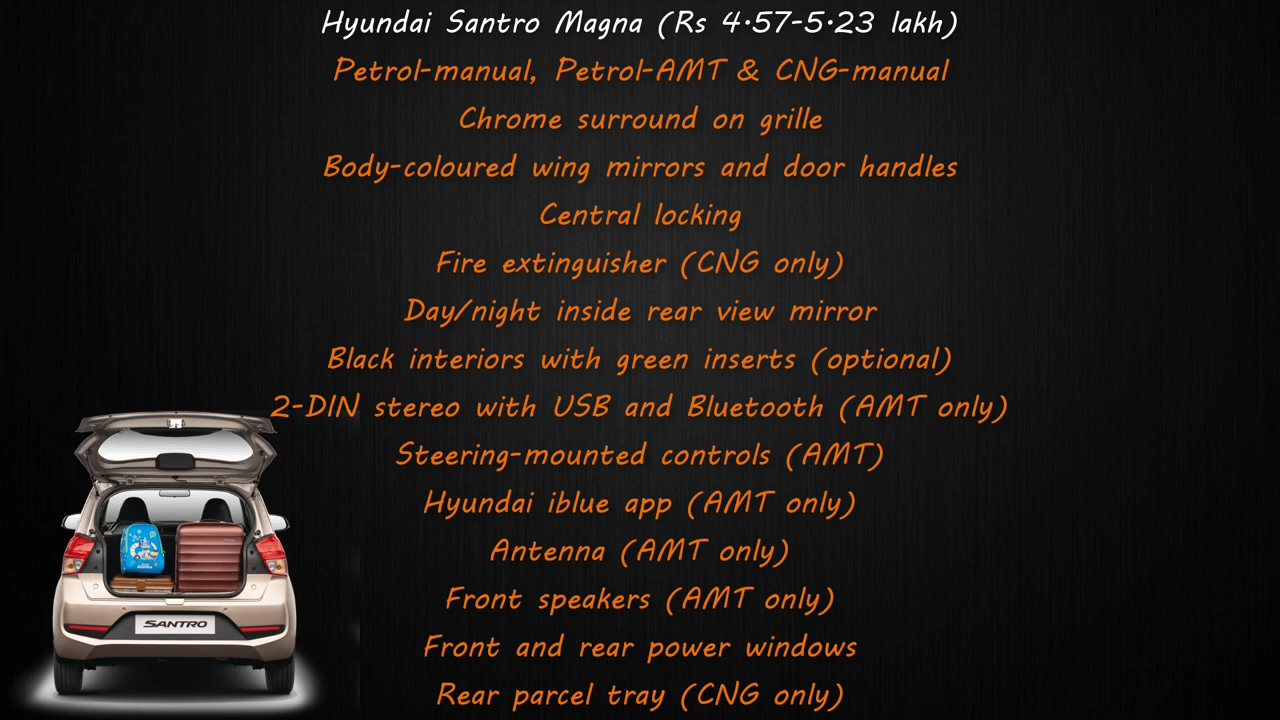 Hyundai Santro Magna (Rs 4.57-5.23 lakh)
Petrol-manual, Petrol-AMT & CNG-manual
Chrome surround on grille
Body-coloured wing mirrors and door handles
Central locking
Fire extinguisher (CNG only)
Day/night inside rear view mirror
Black interiors with green inserts (optional)
2-DIN stereo with USB and Bluetooth (AMT only)
Steering-mounted controls (AMT)
Hyundai iblue app (AMT only)
Antenna (AMT only)
Front speakers (AMT only)
Front and rear power windows
Rear parcel tray (CNG only)
SANTRO